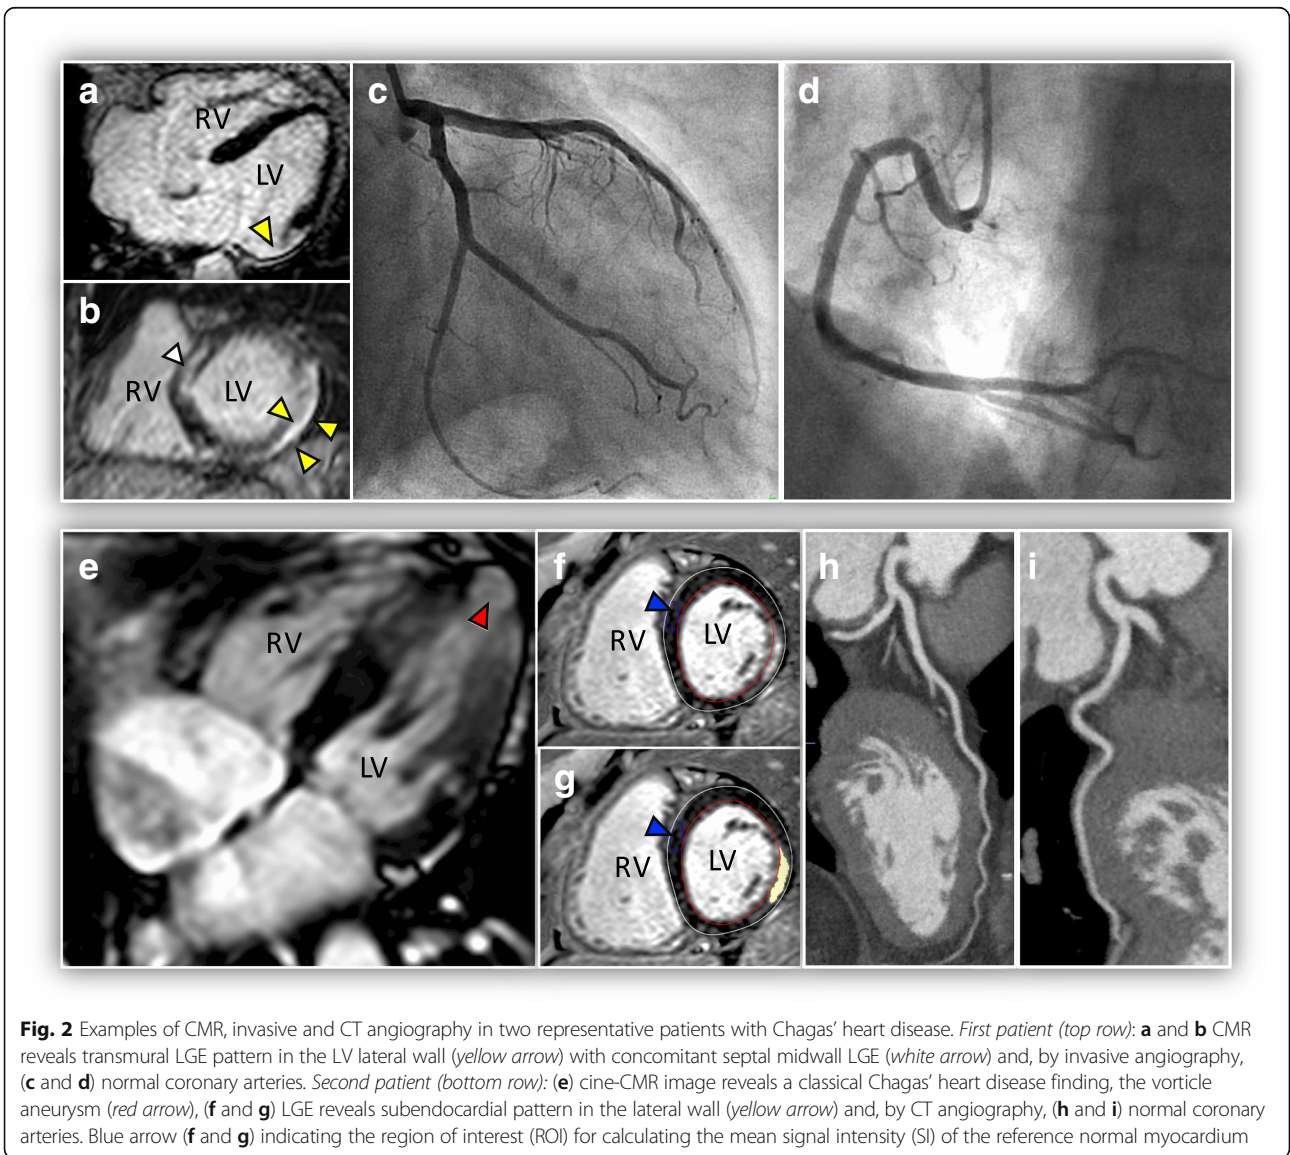 a
RV
LV
b
RV
LV
c
d
e
RV
LV
f
RV
LV
g
RV
LV
h
i
Fig. 2 Examples of CMR, invasive and CT angiography in two representative patients with Chagas’ heart disease. First patient (top row): a and b CMR
reveals transmural LGE pattern in the LV lateral wall (yellow arrow) with concomitant septal midwall LGE (white arrow) and, by invasive angiography,
(c and d) normal coronary arteries. Second patient (bottom row): (e) cine-CMR image reveals a classical Chagas’ heart disease finding, the vorticle
aneurysm (red arrow), (f and g) LGE reveals subendocardial pattern in the lateral wall (yellow arrow) and, by CT angiography, (h and i) normal coronary
arteries. Blue arrow (f and g) indicating the region of interest (ROI) for calculating the mean signal intensity (SI) of the reference normal myocardium